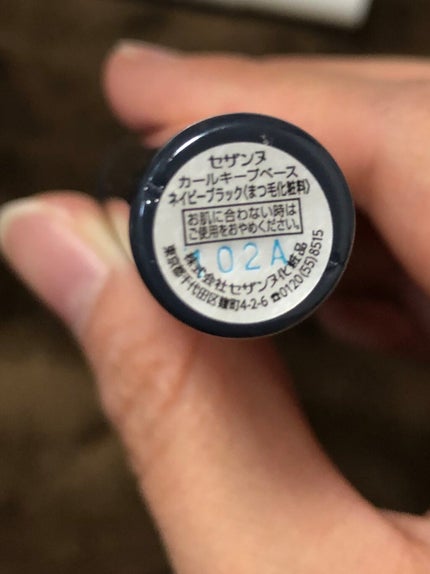 セザンヌ
カールキープベース
ネイビーブラック(まつ毛化粧料)
お肌に合わない時は
ご使用をおやめください。
102A
株式会社セザンヌ化粧品
東京都千代田区麹町4-2-6 ☎0120(55)8515